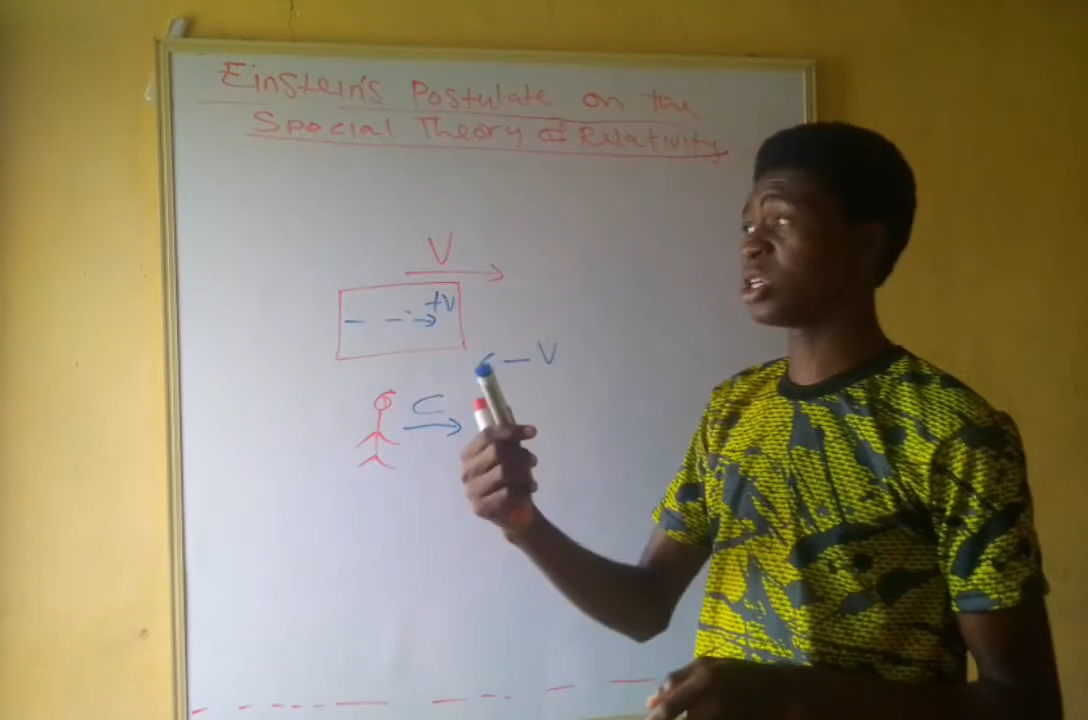 Einstein's Postulate on the
Special Theory of Relativity
V
+V
C - V
C